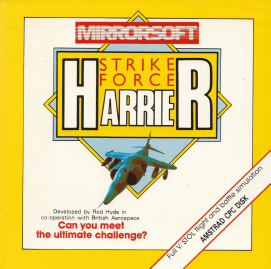 MIRRORSOFT
STRIKE
FORCE
HARRIER
Developed by Rod Hyde in
co-operation with British Aerospace
Can you meet
the ultimate challenge?
Full V/STOL flight and battle simulation
AMSTRAD CPC DISK